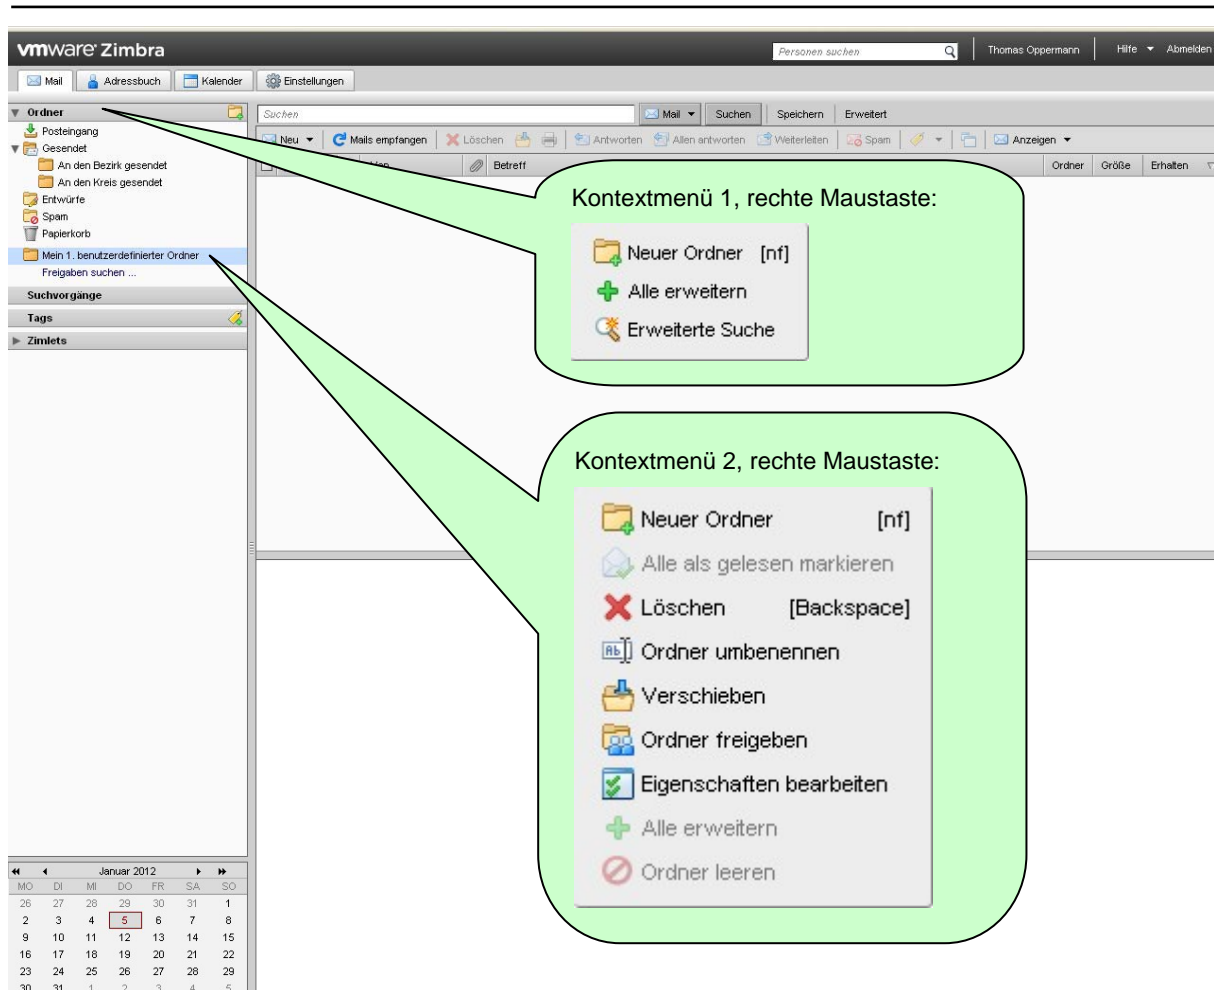 vmware Zimbra
Personen suchen
Thomas Oppermann
Hilfe
Abmelden
Mail
Adressbuch
Kalender
Einstellungen
Ordner
Posteingang
Gesendet
An den Bezirk gesendet
An den Kreis gesendet
Entwürfe
Spam
Papierkorb
Mein 1. benutzerdefinierter Ordner
Freigaben suchen ...
Suchvorgänge
Tags
Zimlets
Suchen
Mail
Suchen
Speichern
Erweitert
Neu
Mails empfangen
Löschen
Antworten
Allen antworten
Weiterleiten
Spam
Anzeigen
Betreff
Ordner
Größe
Erhalten
Kontextmenü 1, rechte Maustaste:
Neuer Ordner [nf]
Alle erweitern
Erweiterte Suche
Kontextmenü 2, rechte Maustaste:
Neuer Ordner [nf]
Alle als gelesen markieren
Löschen [Backspace]
Ab
Ordner umbenennen
Verschieben
Ordner freigeben
Eigenschaften bearbeiten
Alle erweitern
Ordner leeren
Januar 2012
MO DI MI DO FR SA SO
26 27 28 29 30 31 1
2 3 4 5 6 7 8
9 10 11 12 13 14 15
16 17 18 19 20 21 22
23 24 25 26 27 28 29
30 31 1 2 3 4 5